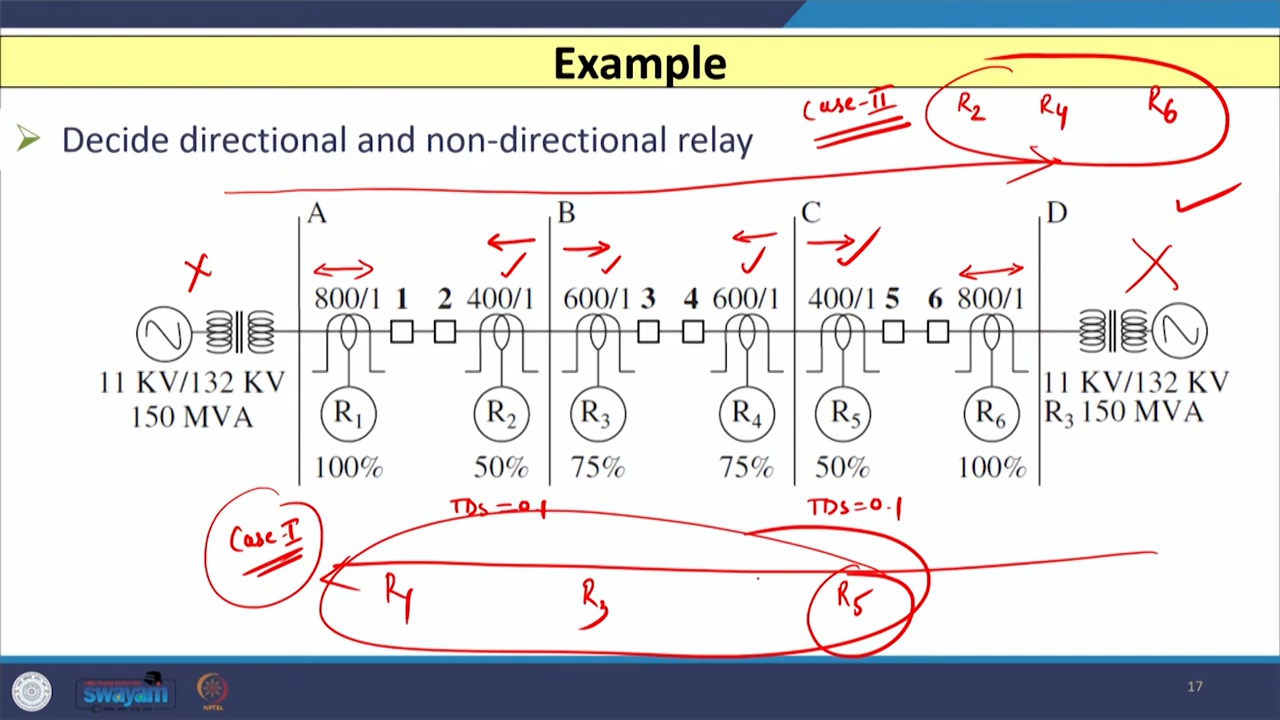 Example
Case-II R2 R4 R6
➢ Decide directional and non-directional relay
A B C D
800/1 1 2 400/1 600/1 3 4 600/1 400/1 5 6 800/1
11 KV/132 KV
150 MVA
R1 R2 R3 R4 R5 R6
11 KV/132 KV
R3 150 MVA
100% 50% 75% 75% 50% 100%
TDS=0.1 TDS=0.1
Case-I
R1 R3 R5
swayam
NPTEL
17